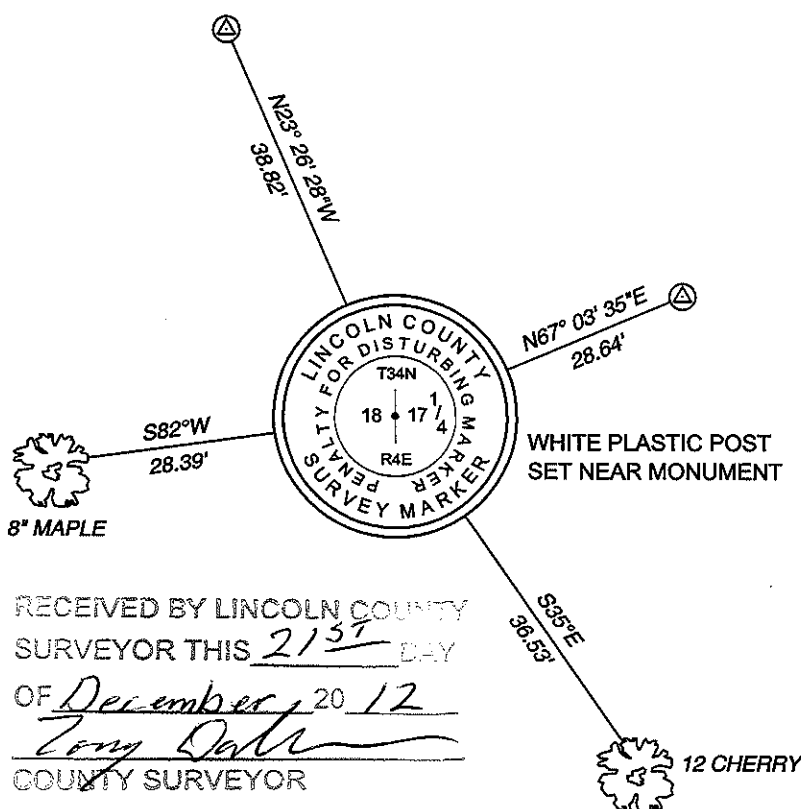 N23° 26' 28"W
38.82'
N67° 03' 35"E
28.64'
LINCOLN COUNTY
SURVEY MARKER
PENALTY FOR DISTURBING MARKER
T34N
18 17 1/4
R4E
S82°W
28.39'
8" MAPLE
WHITE PLASTIC POST
SET NEAR MONUMENT
S35°E
36.53'
12 CHERRY
RECEIVED BY LINCOLN COUNTY
SURVEYOR THIS 21ST DAY
OF December, 20 12
COUNTY SURVEYOR